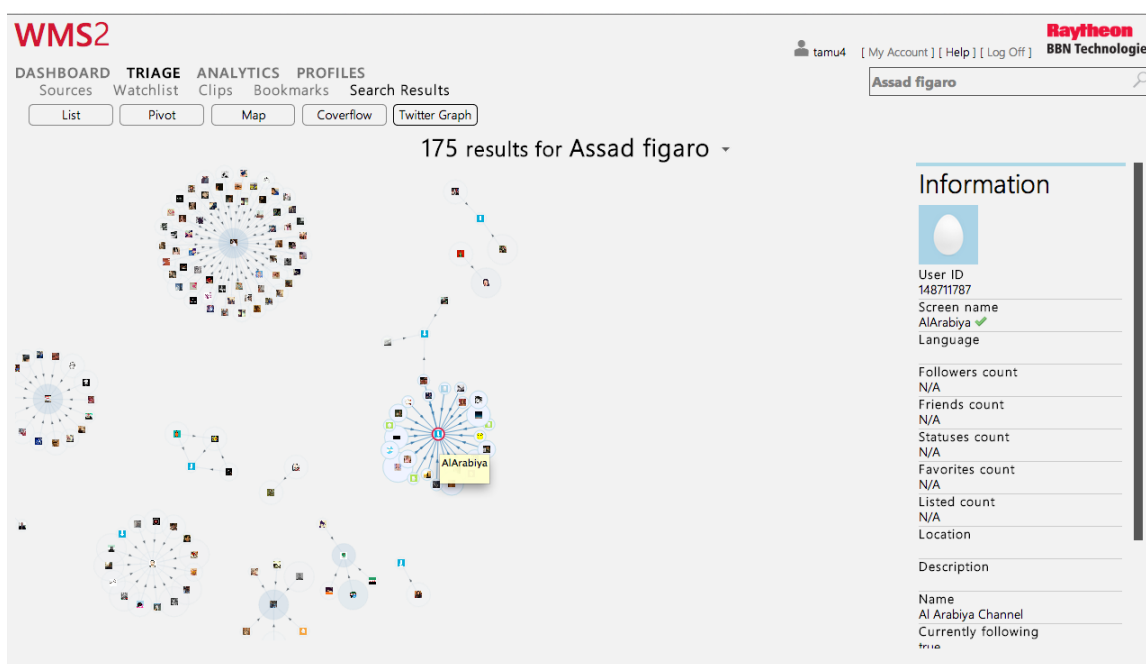 WMS2
Raytheon
BBN Technologie
tamu4 [ My Account ] [ Help ] [ Log Off ]
DASHBOARD TRIAGE ANALYTICS PROFILES
Assad figaro
Sources Watchlist Clips Bookmarks Search Results
List Pivot Map Coverflow Twitter Graph
175 results for Assad figaro
Information
User ID
148711787
Screen name
AlArabiya
Language
Followers count
N/A
Friends count
N/A
Statuses count
N/A
Favorites count
N/A
Listed count
N/A
Location
Description
Name
Al Arabiya Channel
Currently following
true
AlArabiya